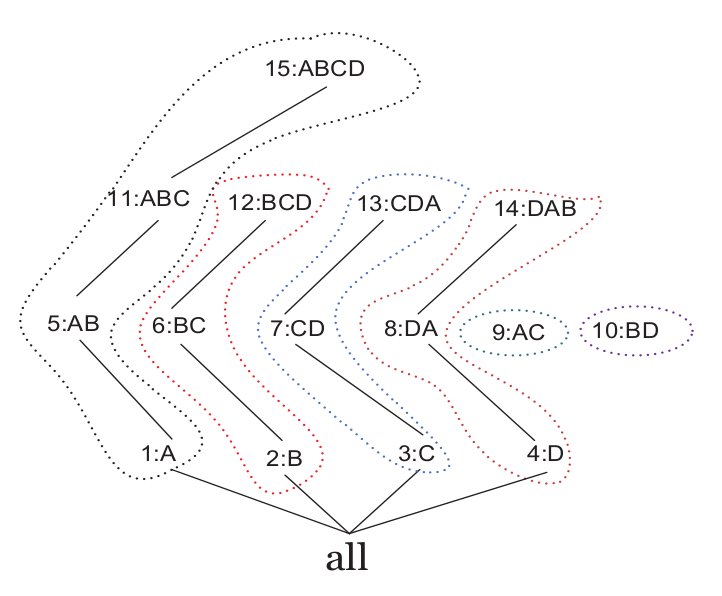 15:ABCD
11:ABC
12:BCD
13:CDA
14:DAB
5:AB
6:BC
7:CD
8:DA
9:AC
10:BD
1:A
2:B
3:C
4:D
all